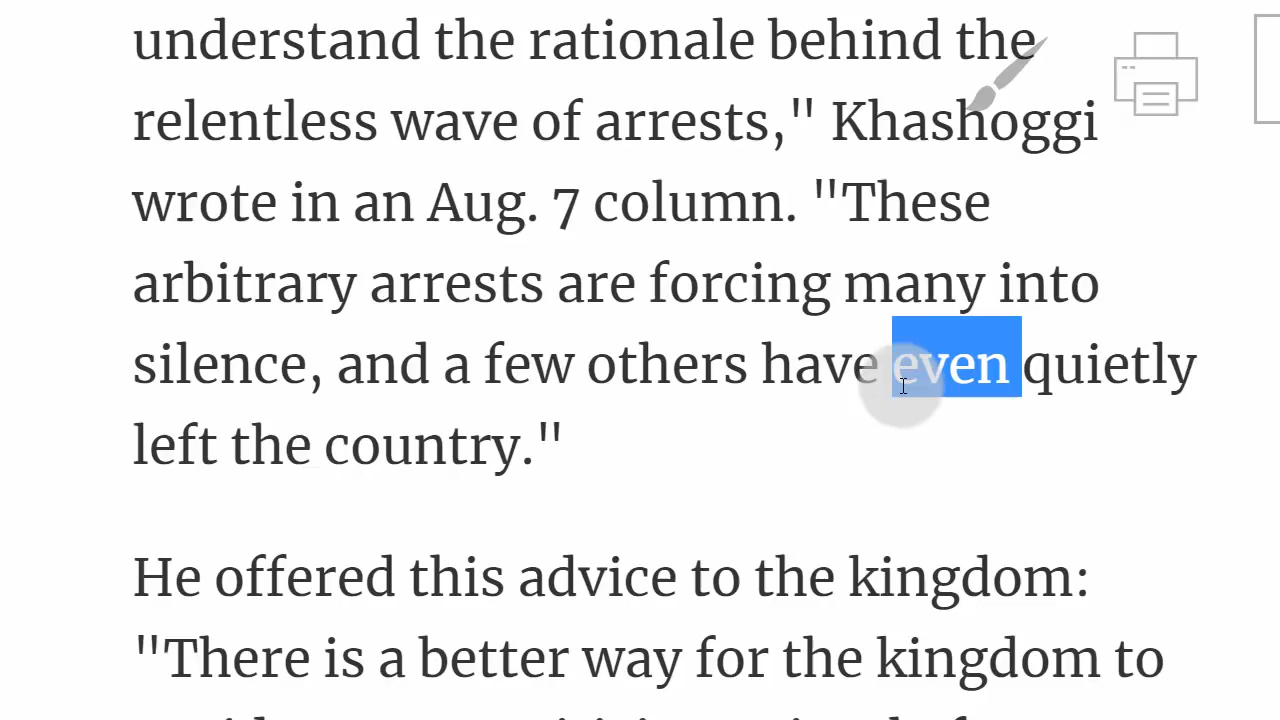 understand the rationale behind the
relentless wave of arrests," Khashoggi
wrote in an Aug. 7 column. "These
arbitrary arrests are forcing many into
silence, and a few others have even quietly
left the country."
He offered this advice to the kingdom:
"There is a better way for the kingdom to